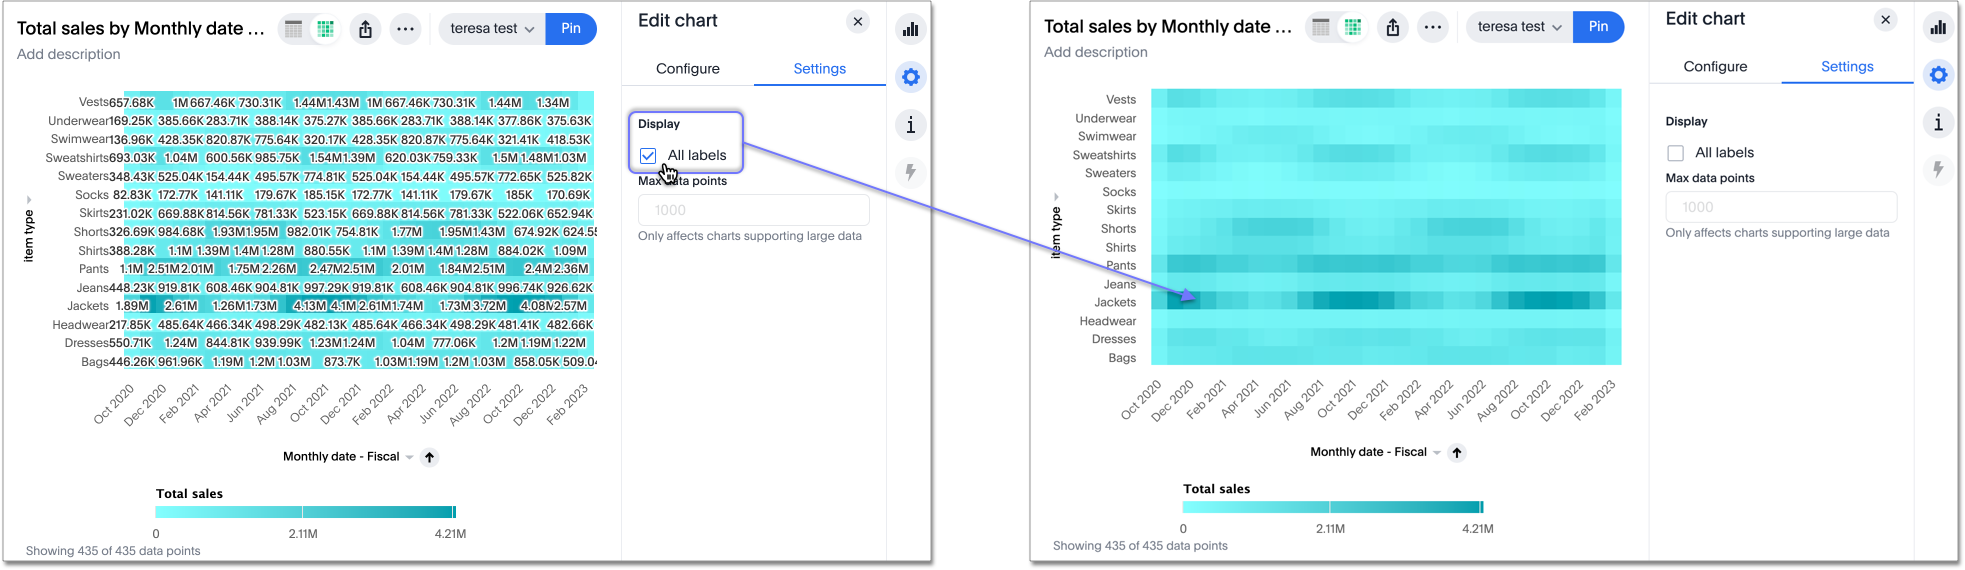 Total sales by Monthly date ...
teresa test
Pin
Add description
Edit chart
Configure
Settings
Display
All labels
Max data points
1000
Only affects charts supporting large data
item type
Vests 657.68K 1M 667.46K 730.31K 1.44M 1.43M 1M 667.46K 730.31K 1.44M 1.34M
Underwear 169.25K 385.66K 283.71K 388.14K 375.27K 385.66K 283.71K 388.14K 377.86K 375.63K
Swimwear 136.96K 428.35K 820.87K 775.64K 320.17K 428.35K 820.87K 775.64K 321.41K 418.53K
Sweatshirts 693.03K 1.04M 600.56K 985.75K 1.54M 1.39M 620.03K 759.33K 1.5M 1.48M 1.03M
Sweaters 348.43K 525.04K 154.44K 495.57K 774.81K 525.04K 154.44K 495.57K 772.65K 525.82K
Socks 82.83K 172.77K 141.11K 179.67K 185.15K 172.77K 141.11K 179.67K 185K 170.69K
Skirts 231.02K 669.88K 814.56K 781.33K 523.15K 669.88K 814.56K 781.33K 522.06K 652.94K
Shorts 326.69K 984.68K 1.93M 1.95M 982.01K 754.81K 1.77M 1.95M 1.43M 674.92K 624.55
Shirts 388.28K 1.1M 1.39M 1.4M 1.28M 880.55K 1.1M 1.39M 1.4M 1.28M 884.02K 1.09M
Pants 1.1M 2.51M 2.01M 1.75M 2.26M 2.47M 2.51M 2.01M 1.84M 2.51M 2.4M 2.36M
Jeans 448.23K 919.81K 608.46K 904.81K 997.29K 919.81K 608.46K 904.81K 996.74K 926.62K
Jackets 1.89M 2.61M 1.26M 1.73M 4.13M 4.1M 2.61M 1.74M 1.73M 3.72M 4.08M 2.57M
Headwear 217.85K 485.64K 466.34K 498.29K 482.13K 485.64K 466.34K 498.29K 481.41K 482.66K
Dresses 550.71K 1.24M 844.81K 939.99K 1.23M 1.24M 1.04M 777.06K 1.2M 1.19M 1.22M
Bags 446.26K 961.96K 1.19M 1.2M 1.03M 873.7K 1.03M 1.19M 1.2M 1.03M 858.05K 509.04
Oct 2020 Dec 2020 Feb 2021 Apr 2021 Jun 2021 Aug 2021 Oct 2021 Dec 2021 Feb 2022 Apr 2022 Jun 2022 Aug 2022 Oct 2022 Dec 2022 Feb 2023
Monthly date - Fiscal
Total sales
0 2.11M 4.21M
Showing 435 of 435 data points
Total sales by Monthly date ...
teresa test
Pin
Add description
Edit chart
Configure
Settings
Display
All labels
Max data points
1000
Only affects charts supporting large data
item type
Vests
Underwear
Swimwear
Sweatshirts
Sweaters
Socks
Skirts
Shorts
Shirts
Pants
Jeans
Jackets
Headwear
Dresses
Bags
Oct 2020 Dec 2020 Feb 2021 Apr 2021 Jun 2021 Aug 2021 Oct 2021 Dec 2021 Feb 2022 Apr 2022 Jun 2022 Aug 2022 Oct 2022 Dec 2022 Feb 2023
Monthly date - Fiscal
Total sales
0 2.11M 4.21M
Showing 435 of 435 data points